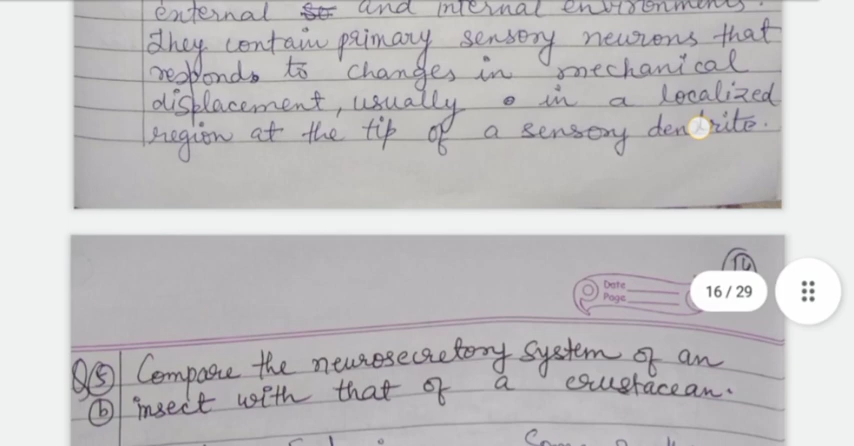 external and internal environments.
They contain primary sensory neurons that
responds to changes in mechanical
displacement, usually in a localized
region at the tip of a sensory dendrite.
Date
Page
16 / 29
Q5 Compare the neurosecretory system of an
b insect with that of a crustacean.